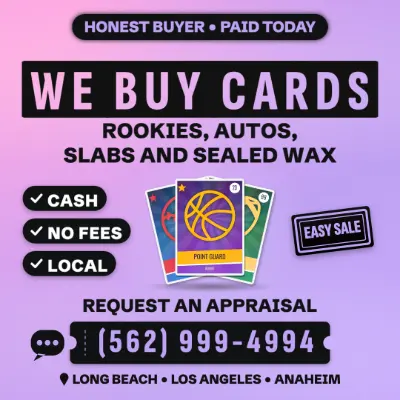 HONEST BUYER • PAID TODAY
WE BUY CARDS
ROOKIES, AUTOS,
SLABS AND SEALED WAX
CASH
NO FEES
LOCAL
POINT GUARD
EASY SALE
REQUEST AN APPRAISAL
(562) 999-4994
LONG BEACH • LOS ANGELES • ANAHEIM